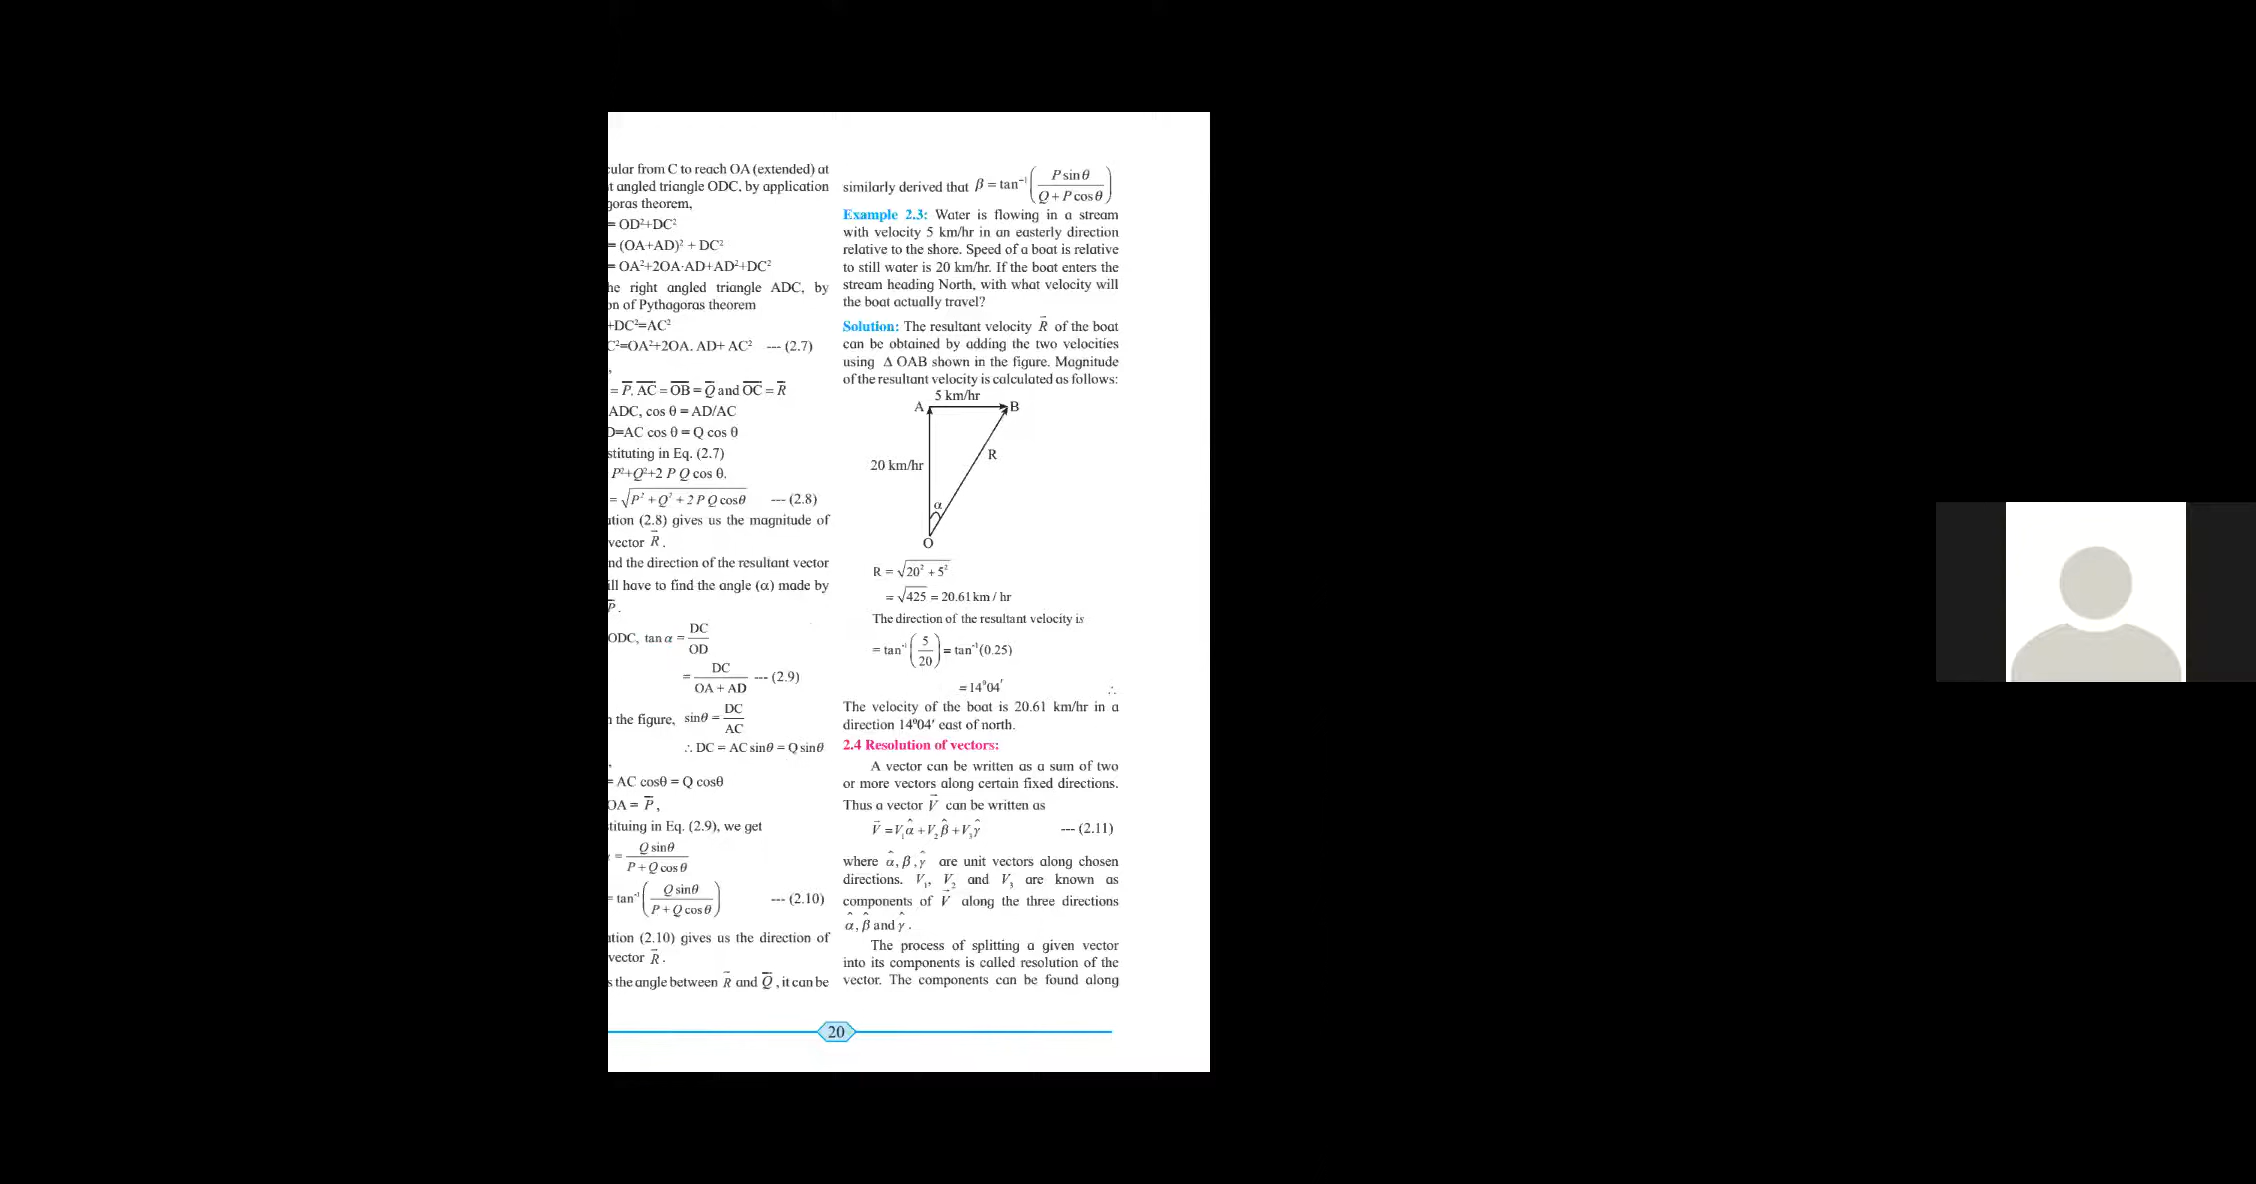 cular from C to reach OA (extended) at
t angled triangle ODC, by application
goras theorem,
= OD²+DC²
= (OA+AD)² + DC²
= OA²+2OA·AD+AD²+DC²
he right angled triangle ADC, by
on of Pythagoras theorem
+DC²=AC²
C²=OA²+2OA. AD+ AC² --- (2.7)
,
= P̅, A̅C̅ = O̅B̅ = Q̅ and O̅C̅ = R̅
ADC, cos θ = AD/AC
D=AC cos θ = Q cos θ
stituting in Eq. (2.7)
P²+Q²+2 P Q cos θ.
= √(P² + Q² + 2 P Q cosθ) --- (2.8)
ation (2.8) gives us the magnitude of
vector R⃗ .
nd the direction of the resultant vector
ill have to find the angle (α) made by
P̅ .
ODC, tan α = DC/OD
= DC/(OA + AD) --- (2.9)
n the figure, sinθ = DC/AC
∴ DC = AC sinθ = Q sinθ
,
= AC cosθ = Q cosθ
OA = P̅ ,
tituing in Eq. (2.9), we get
= Q sinθ/(P + Q cosθ)
= tan⁻¹(Q sinθ/(P + Q cosθ)) --- (2.10)
ation (2.10) gives us the direction of
vector R⃗ .
s the angle between R⃗ and Q̅ , it can be
similarly derived that β = tan⁻¹(P sinθ/(Q + P cosθ))
Example 2.3: Water is flowing in a stream
with velocity 5 km/hr in an easterly direction
relative to the shore. Speed of a boat is relative
to still water is 20 km/hr. If the boat enters the
stream heading North, with what velocity will
the boat actually travel?
Solution: The resultant velocity R⃗ of the boat
can be obtained by adding the two velocities
using Δ OAB shown in the figure. Magnitude
of the resultant velocity is calculated as follows:
5 km/hr
A B
R
20 km/hr
α
O
R = √(20² + 5²)
= √425 = 20.61 km / hr
The direction of the resultant velocity is
= tan⁻¹(5/20) = tan⁻¹(0.25)
= 14⁰04′ ∴
The velocity of the boat is 20.61 km/hr in a
direction 14⁰04′ east of north.
2.4 Resolution of vectors:
A vector can be written as a sum of two
or more vectors along certain fixed directions.
Thus a vector V⃗ can be written as
V⃗ = V₁α̂ + V₂β̂ + V₃γ̂ --- (2.11)
where α̂, β̂, γ̂ are unit vectors along chosen
directions. V₁, V₂ and V₃ are known as
components of V⃗ along the three directions
α̂, β̂ and γ̂ .
The process of splitting a given vector
into its components is called resolution of the
vector. The components can be found along
20